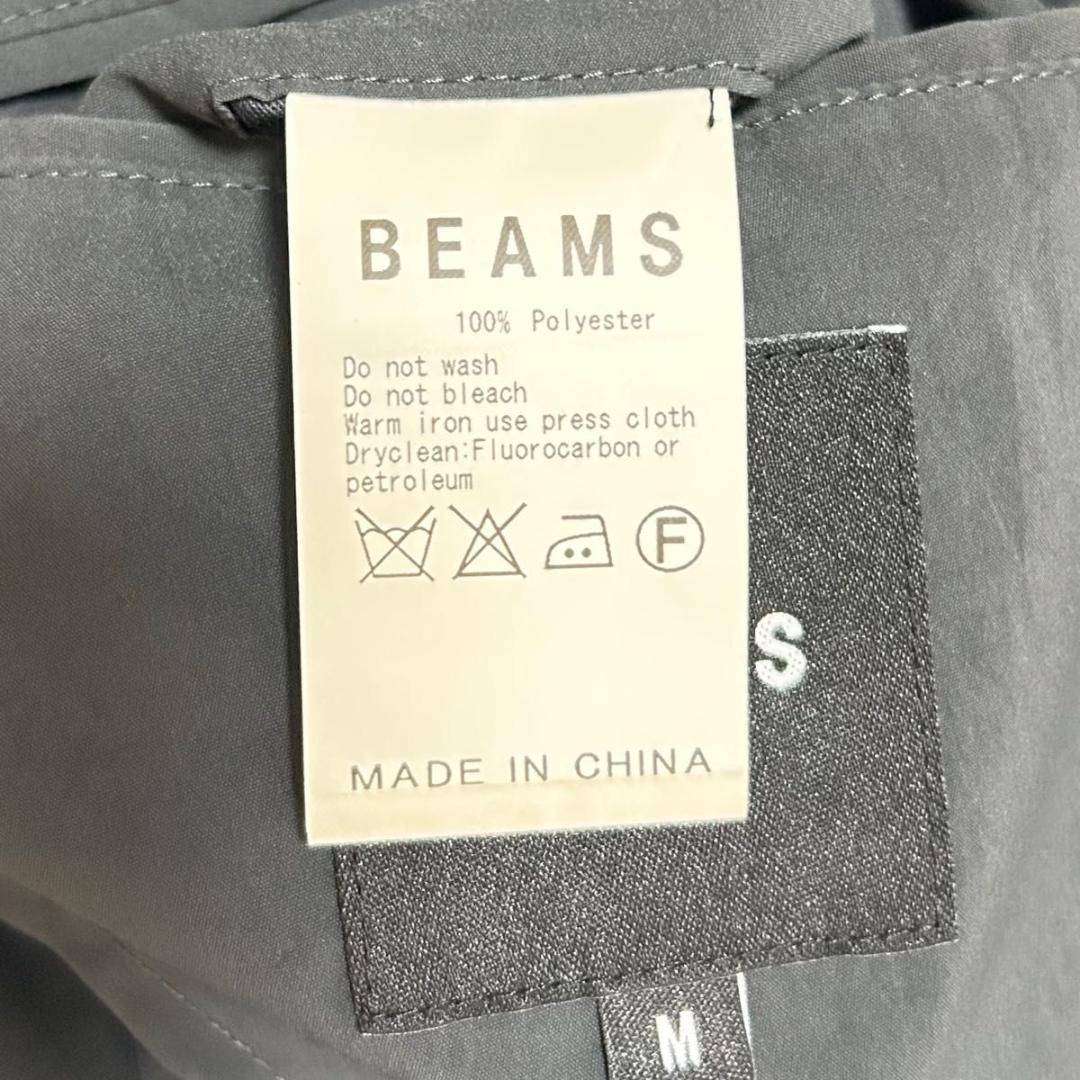 BEAMS
100% Polyester
Do not wash
Do not bleach
Warm iron use press cloth
Dryclean:Fluorocarbon or
petroleum
F
S
MADE IN CHINA
M